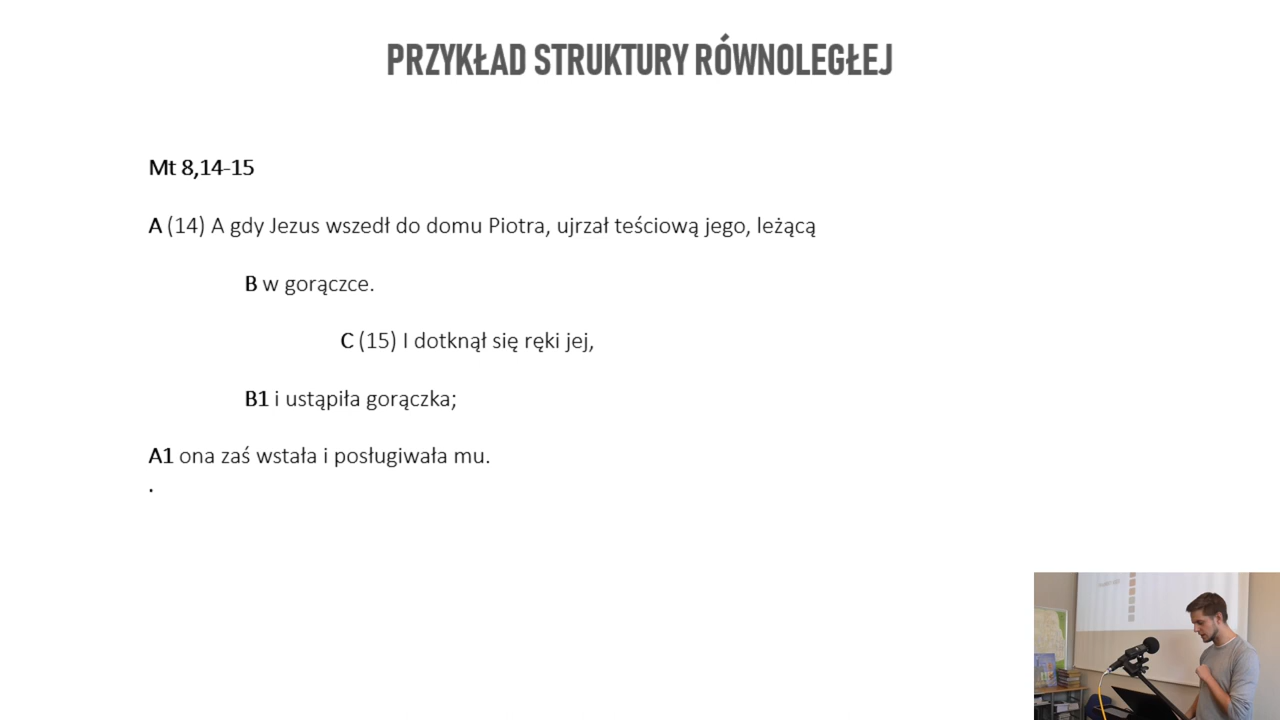 PRZYKŁAD STRUKTURY RÓWNOLEGŁEJ
Mt 8,14-15
A (14) A gdy Jezus wszedł do domu Piotra, ujrzał teściową jego, leżącą
B w gorączce.
C (15) I dotknął się ręki jej,
B1 i ustąpiła gorączka;
A1 ona zaś wstała i posługiwała mu.
.